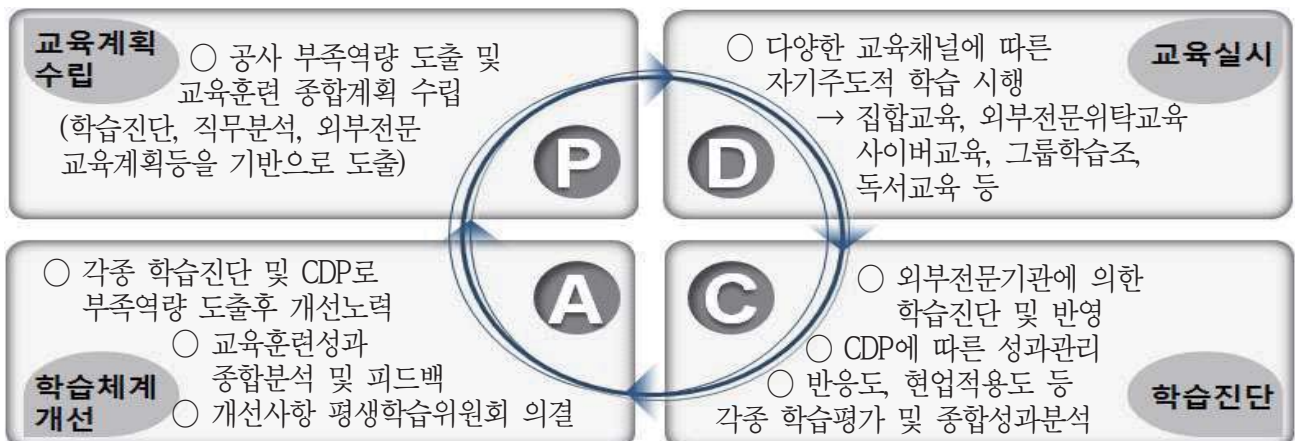 교육계획
수립
○ 공사 부족역량 도출 및
교육훈련 종합계획 수립
(학습진단, 직무분석, 외부전문
교육계획등을 기반으로 도출)
P
○ 다양한 교육채널에 따른
자기주도적 학습 시행
→ 집합교육, 외부전문위탁교육
사이버교육, 그룹학습조,
독서교육 등
교육실시
D
○ 각종 학습진단 및 CDP로
부족역량 도출후 개선노력
○ 교육훈련성과
종합분석 및 피드백
○ 개선사항 평생학습위원회 의결
학습체계
개선
A
C
○ 외부전문기관에 의한
학습진단 및 반영
○ CDP에 따른 성과관리
○ 반응도, 현업적용도 등
각종 학습평가 및 종합성과분석
학습진단